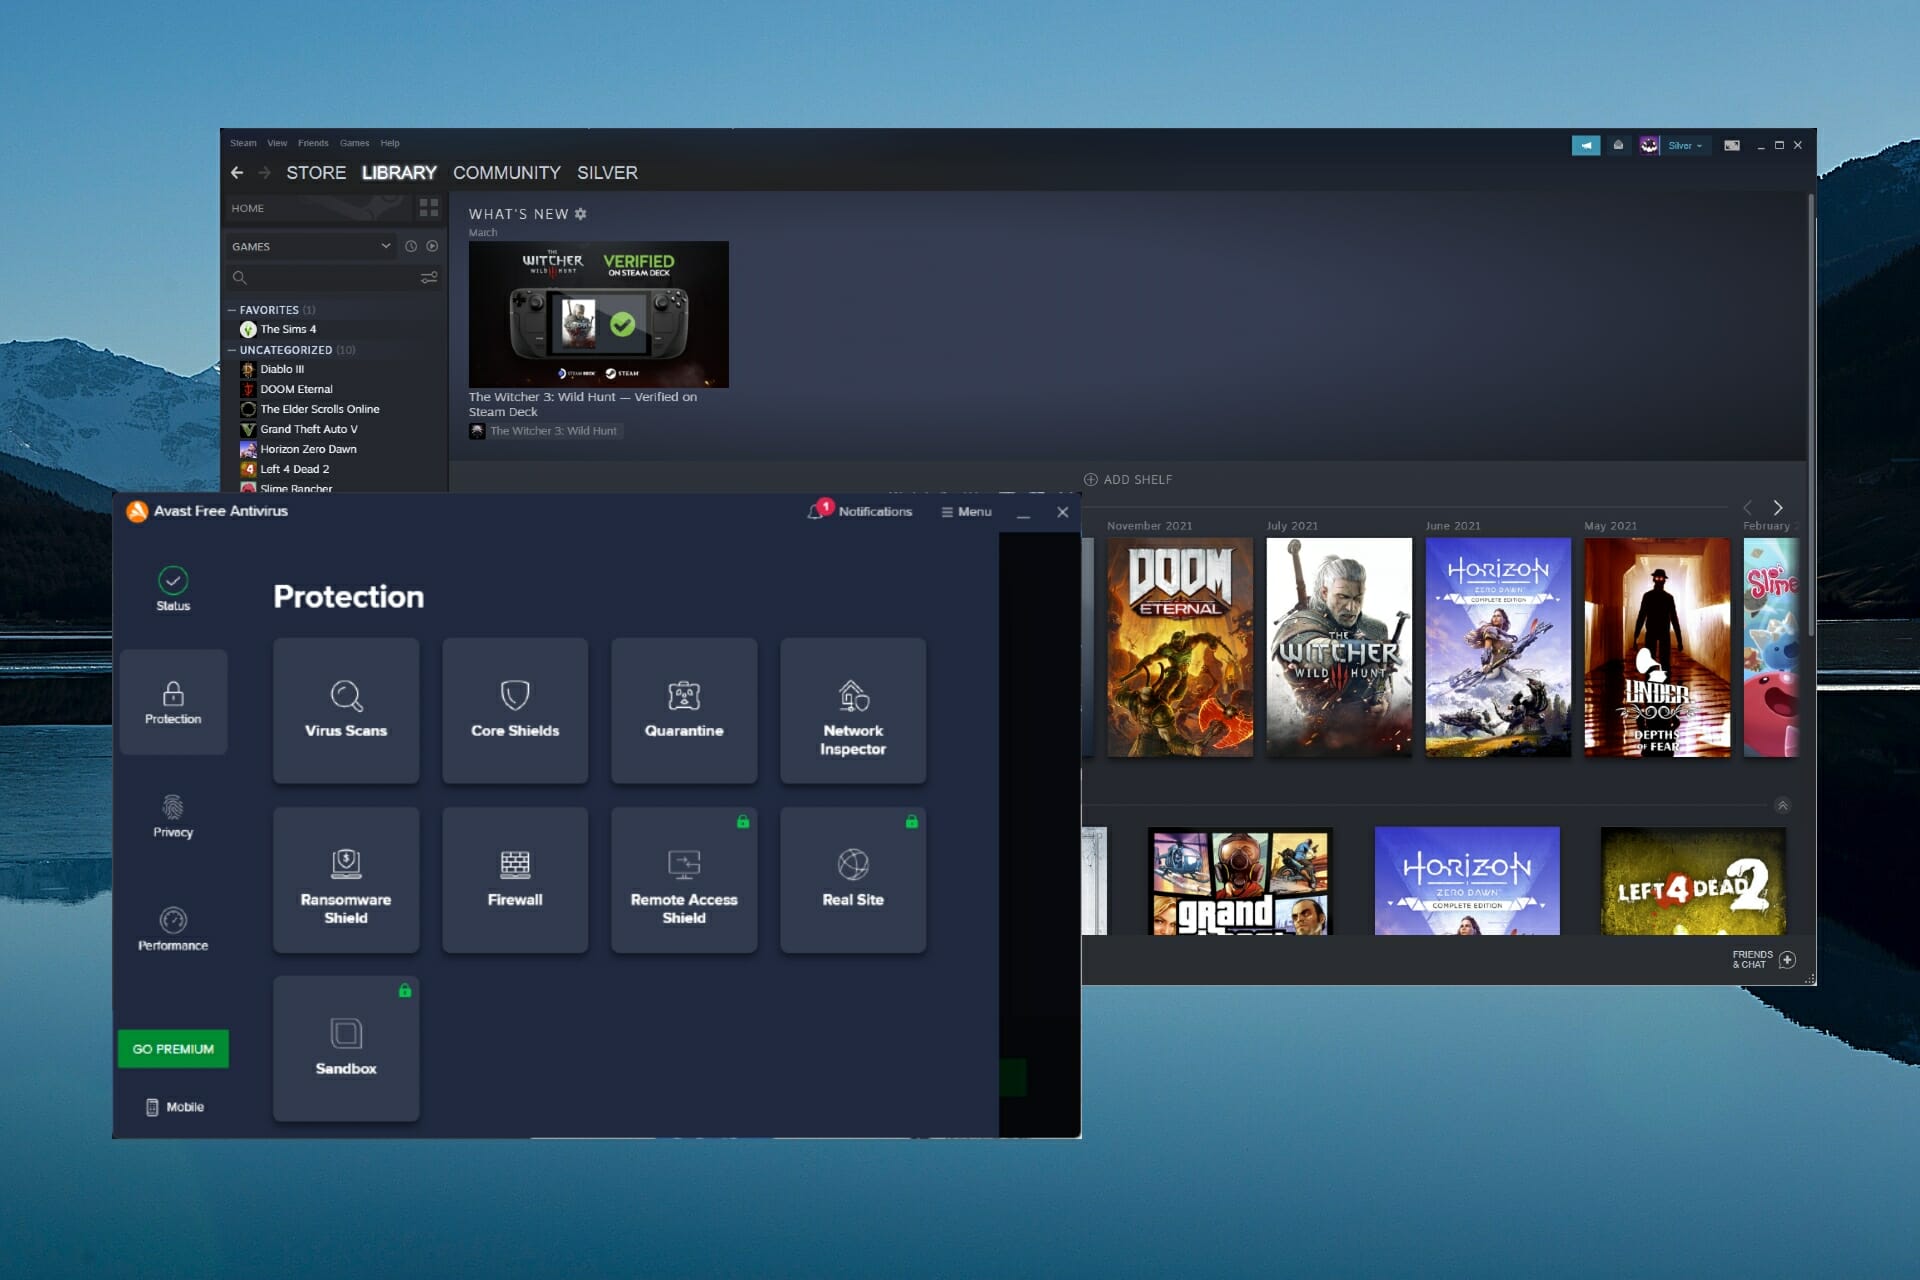 Steam View Friends Games Help
Silver
STORE LIBRARY COMMUNITY SILVER
HOME
GAMES
FAVORITES (1)
The Sims 4
UNCATEGORIZED (10)
Diablo III
DOOM Eternal
The Elder Scrolls Online
Grand Theft Auto V
Horizon Zero Dawn
Left 4 Dead 2
Slime Rancher
WHAT'S NEW
March
THE WITCHER WILD HUNT
VERIFIED
ON STEAM DECK
STEAM DECK
STEAM
The Witcher 3: Wild Hunt — Verified on
Steam Deck
The Witcher 3: Wild Hunt
ADD SHELF
November 2021
July 2021
June 2021
May 2021
February 2
DOOM
ETERNAL
THE
WITCHER
WILD HUNT
HORIZON
ZERO DAWN
COMPLETE EDITION
UNDER
DEPTHS
OF FEAR
Slime
grand
HORIZON
ZERO DAWN
COMPLETE EDITION
LEFT 4 DEAD 2
FRIENDS
& CHAT
Avast Free Antivirus
1
Notifications
Menu
Status
Protection
Privacy
Performance
GO PREMIUM
Mobile
Protection
Virus Scans
Core Shields
Quarantine
Network
Inspector
Ransomware
Shield
Firewall
Remote Access
Shield
Real Site
Sandbox